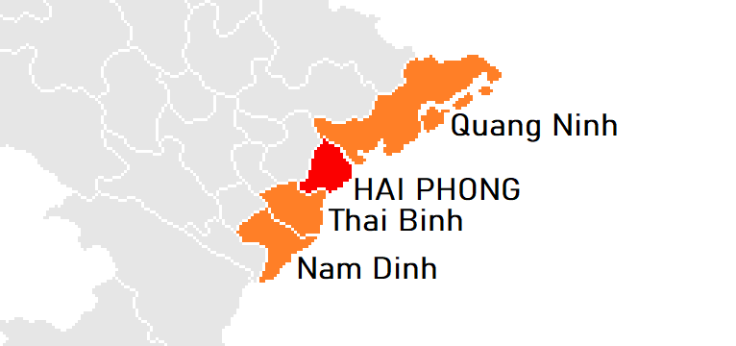 Quang Ninh
HAI PHONG
Thai Binh
Nam Dinh